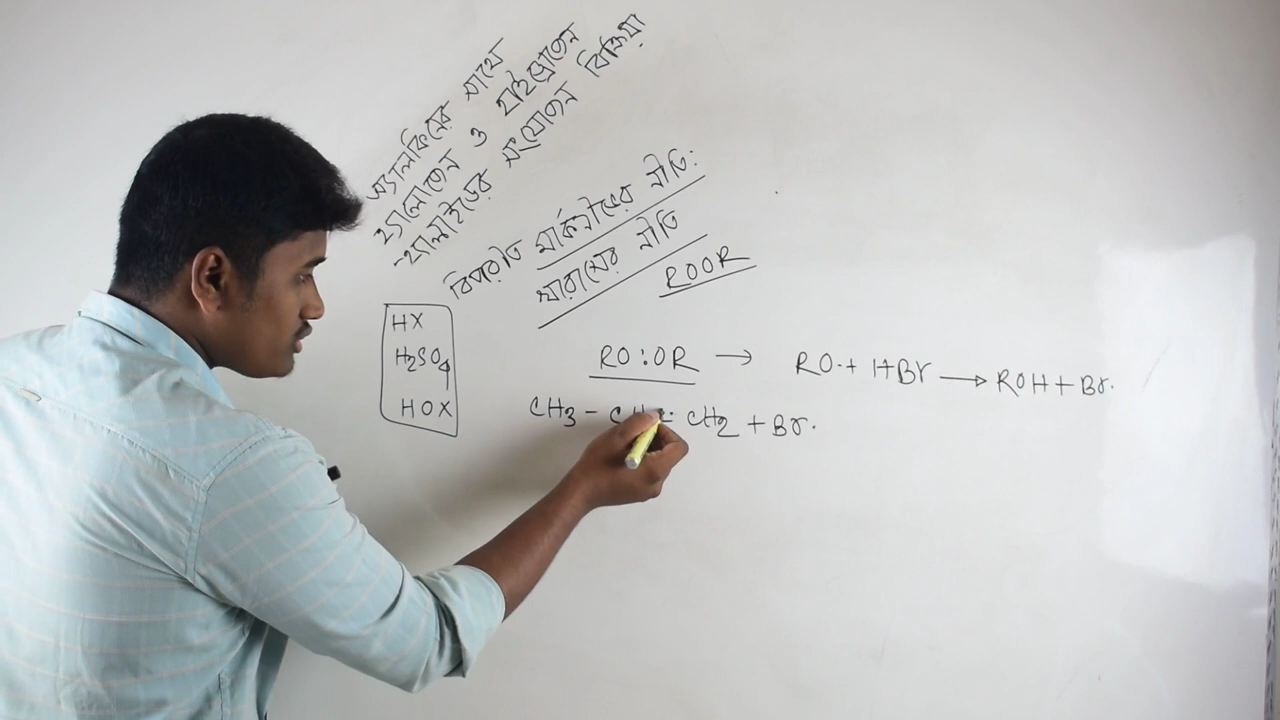 অ্যালকিনের সাথে
হ্যালোজেন ও হাইড্রোজেন
হ্যালাইডের সংযোজন বিক্রিয়া
বিপরীত মার্কনীকভের নীতি:
খারাশের নীতি
ROOR
HX
H₂SO₄
HOX
RO:OR → RO·+ HBr → ROH + Br·
CH₃ - CH CH₂ + Br·